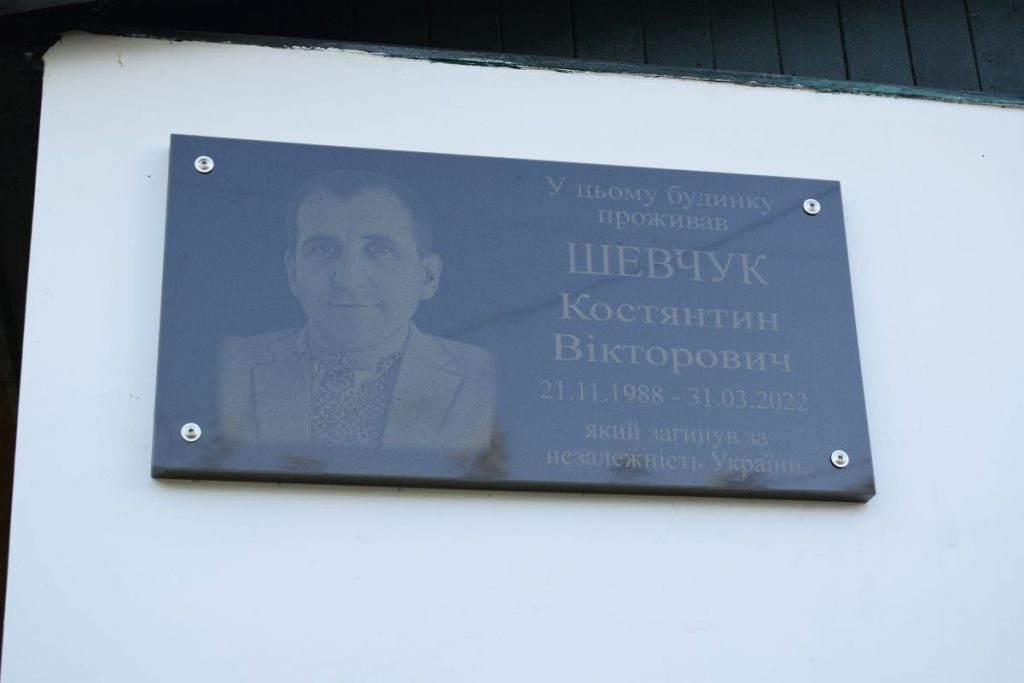 У цьому будинку
проживав
ШЕВЧУК
Костянтин
Вікторович
21.11.1988 - 31.03.2022
який загинув за
незалежність України.